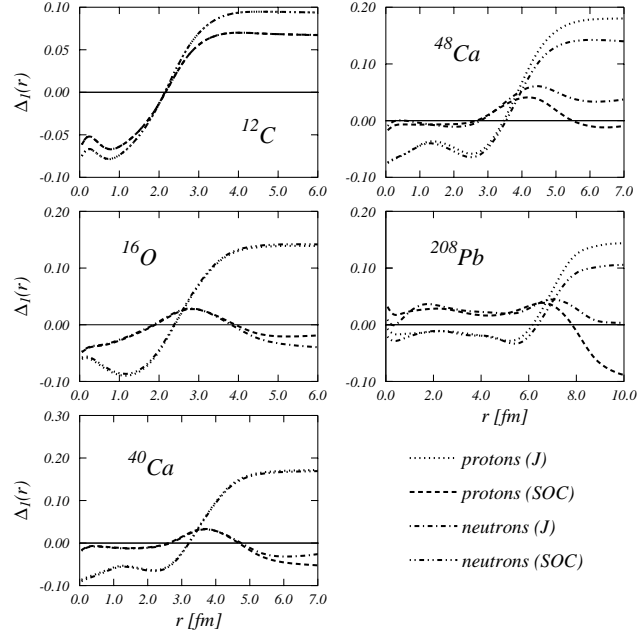 0.10
0.05
0.00
-0.05
-0.10
Δ1(r)
12C
0.0 1.0 2.0 3.0 4.0 5.0 6.0
0.20
0.10
0.00
-0.10
48Ca
0.0 1.0 2.0 3.0 4.0 5.0 6.0 7.0
0.20
0.10
0.00
-0.10
Δ1(r)
16O
0.0 1.0 2.0 3.0 4.0 5.0 6.0
0.20
0.10
0.00
-0.10
208Pb
0.0 2.0 4.0 6.0 8.0 10.0
r [fm]
0.30
0.20
0.10
0.00
-0.10
Δ1(r)
40Ca
0.0 1.0 2.0 3.0 4.0 5.0 6.0 7.0
r [fm]
protons (J)
protons (SOC)
neutrons (J)
neutrons (SOC)